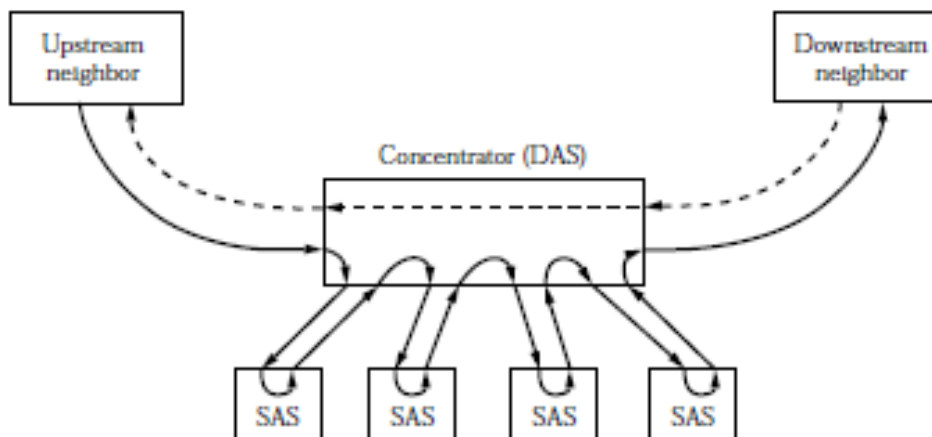 Upstream
neighbor
Downstream
neighbor
Concentrator (DAS)
SAS
SAS
SAS
SAS